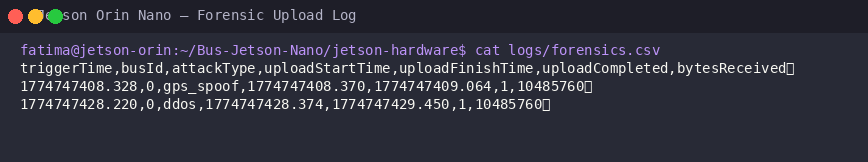 Jetson Orin Nano — Forensic Upload Log
fatima@jetson-orin:~/Bus-Jetson-Nano/jetson-hardware$ cat logs/forensics.csv
triggerTime,busId,attackType,uploadStartTime,uploadFinishTime,uploadCompleted,bytesReceived
1774747408.328,0,gps_spoof,1774747408.370,1774747409.064,1,10485760
1774747428.220,0,ddos,1774747428.374,1774747429.450,1,10485760